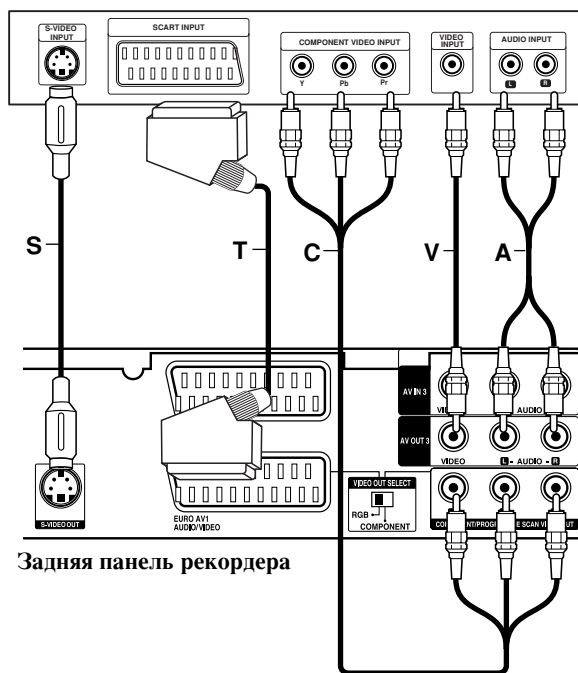 S-VIDEO
INPUT
SCART INPUT
COMPONENT VIDEO INPUT
VIDEO
INPUT
AUDIO INPUT
Y
Pb
Pr
L
R
S
T
C
V
A
AV IN 3
AUDIO
AV OUT 3
VIDEO
L - AUDIO - R
VIDEO OUT SELECT
RGB
COMPONENT
S-VIDEO OUT
EURO AV1
AUDIO/VIDEO
SCAN
Задняя панель рекордера